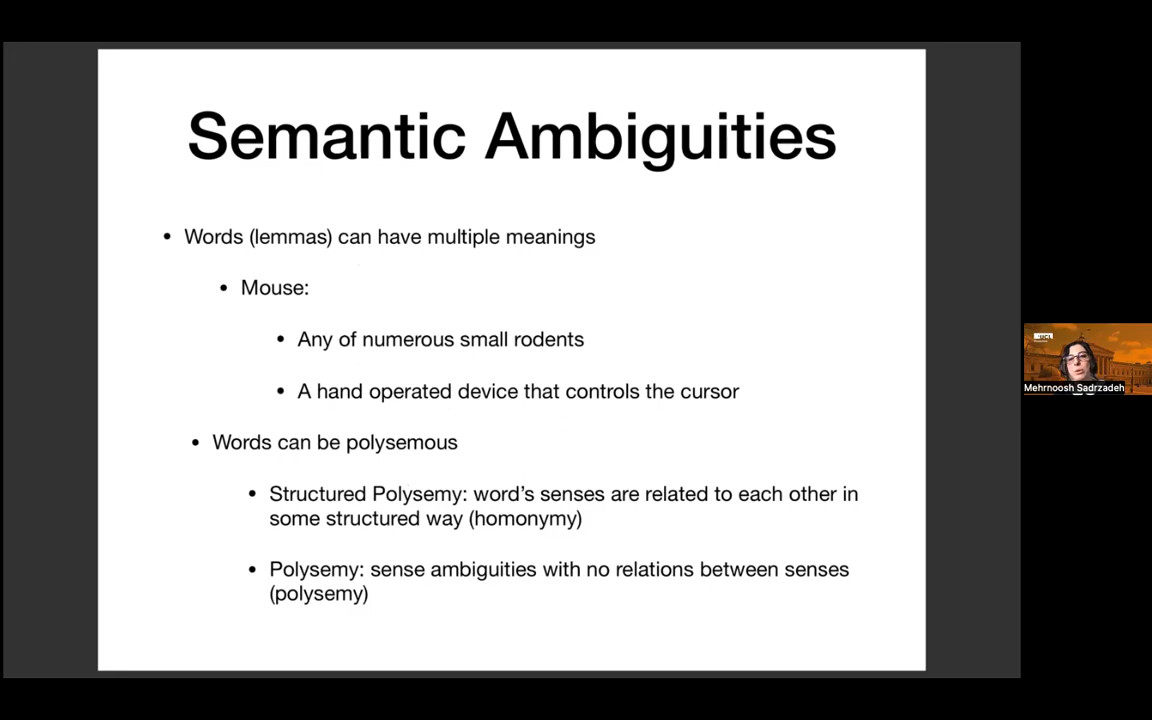 Semantic Ambiguities
• Words (lemmas) can have multiple meanings
• Mouse:
• Any of numerous small rodents
• A hand operated device that controls the cursor
• Words can be polysemous
• Structured Polysemy: word’s senses are related to each other in
some structured way (homonymy)
• Polysemy: sense ambiguities with no relations between senses
(polysemy)
UCL
Mehrnoosh Sadrzadeh